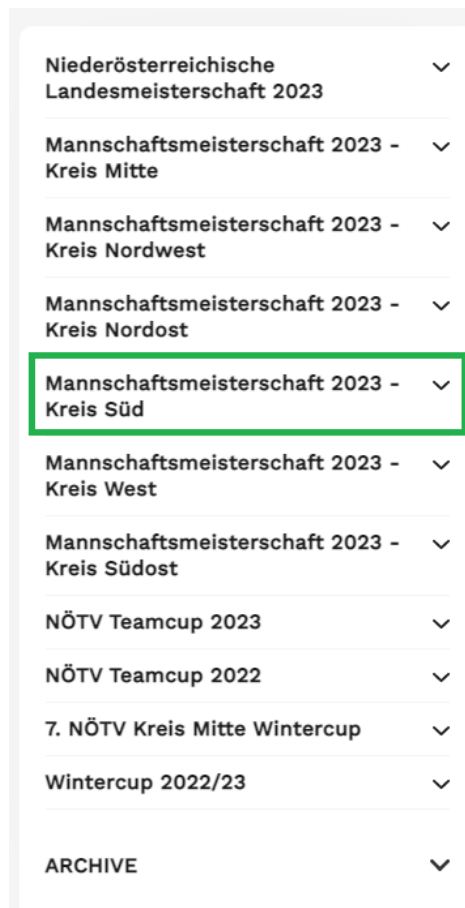 Niederösterreichische
Landesmeisterschaft 2023
Mannschaftsmeisterschaft 2023 -
Kreis Mitte
Mannschaftsmeisterschaft 2023 -
Kreis Nordwest
Mannschaftsmeisterschaft 2023 -
Kreis Nordost
Mannschaftsmeisterschaft 2023 -
Kreis Süd
Mannschaftsmeisterschaft 2023 -
Kreis West
Mannschaftsmeisterschaft 2023 -
Kreis Südost
NÖTV Teamcup 2023
NÖTV Teamcup 2022
7. NÖTV Kreis Mitte Wintercup
Wintercup 2022/23
ARCHIVE